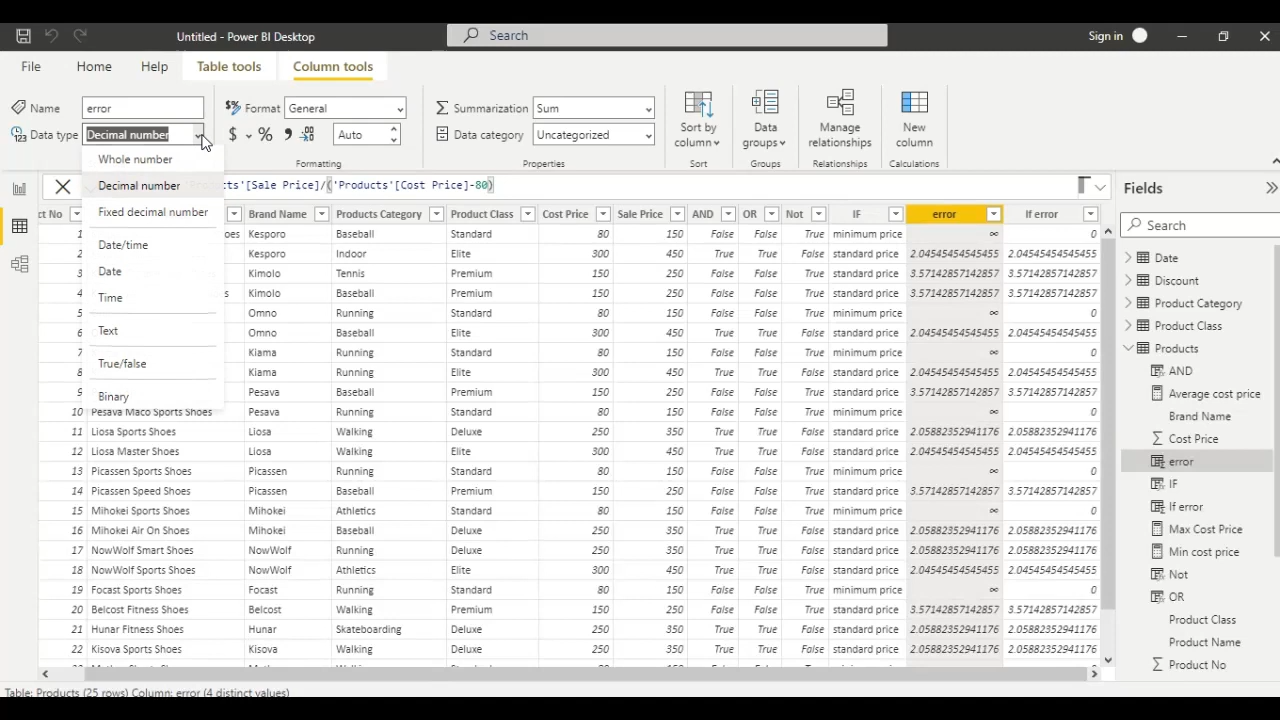 Untitled - Power BI Desktop
Search
Sign in
File Home Help Table tools Column tools
Name error
Data type Decimal number
Format General
$ % Auto
Formatting
Summarization Sum
Data category Uncategorized
Properties
Sort by column
Sort
Data groups
Groups
Manage relationships
Relationships
New column
Calculations
Whole number
Decimal number
Fixed decimal number
Date/time
Date
Time
Text
True/false
Binary
'[Sale Price]/('Products'[Cost Price]-80)
ct No Brand Name Products Category Product Class Cost Price Sale Price AND OR Not IF error If error
1 oes Kesporo Baseball Standard 80 150 False False True minimum price ∞ 0
2 Kesporo Indoor Elite 300 450 True True False standard price 2.04545454545455 2.04545454545455
3 Kimolo Tennis Premium 150 250 False False True standard price 3.57142857142857 3.57142857142857
4 s Kimolo Baseball Premium 150 250 False False True standard price 3.57142857142857 3.57142857142857
5 Omno Running Standard 80 150 False False True minimum price ∞ 0
6 Omno Baseball Elite 300 450 True True False standard price 2.04545454545455 2.04545454545455
7 Kiama Running Standard 80 150 False False True minimum price ∞ 0
8 Kiama Running Elite 300 450 True True False standard price 2.04545454545455 2.04545454545455
9 Pesava Baseball Premium 150 250 False False True standard price 3.57142857142857 3.57142857142857
10 Pesava Maco Sports Shoes Pesava Running Standard 80 150 False False True minimum price ∞ 0
11 Liosa Sports Shoes Liosa Walking Deluxe 250 350 True True False standard price 2.05882352941176 2.05882352941176
12 Liosa Master Shoes Liosa Walking Elite 300 450 True True False standard price 2.04545454545455 2.04545454545455
13 Picassen Sports Shoes Picassen Running Standard 80 150 False False True minimum price ∞ 0
14 Picassen Speed Shoes Picassen Baseball Premium 150 250 False False True standard price 3.57142857142857 3.57142857142857
15 Mihokei Sports Shoes Mihokei Athletics Standard 80 150 False False True minimum price ∞ 0
16 Mihokei Air On Shoes Mihokei Baseball Deluxe 250 350 True True False standard price 2.05882352941176 2.05882352941176
17 NowWolf Smart Shoes NowWolf Running Deluxe 250 350 True True False standard price 2.05882352941176 2.05882352941176
18 NowWolf Sports Shoes NowWolf Athletics Elite 300 450 True True False standard price 2.04545454545455 2.04545454545455
19 Focast Sports Shoes Focast Running Standard 80 150 False False True minimum price ∞ 0
20 Belcost Fitness Shoes Belcost Walking Premium 150 250 False False True standard price 3.57142857142857 3.57142857142857
21 Hunar Fitness Shoes Hunar Skateboarding Deluxe 250 350 True True False standard price 2.05882352941176 2.05882352941176
22 Kisova Sports Shoes Kisova Walking Deluxe 250 350 True True False standard price 2.05882352941176 2.05882352941176
Table: Products (25 rows) Column: error (4 distinct values)
Fields
Search
Date
Discount
Product Category
Product Class
Products
AND
Average cost price
Brand Name
Cost Price
error
IF
If error
Max Cost Price
Min cost price
Not
OR
Product Class
Product Name
Product No